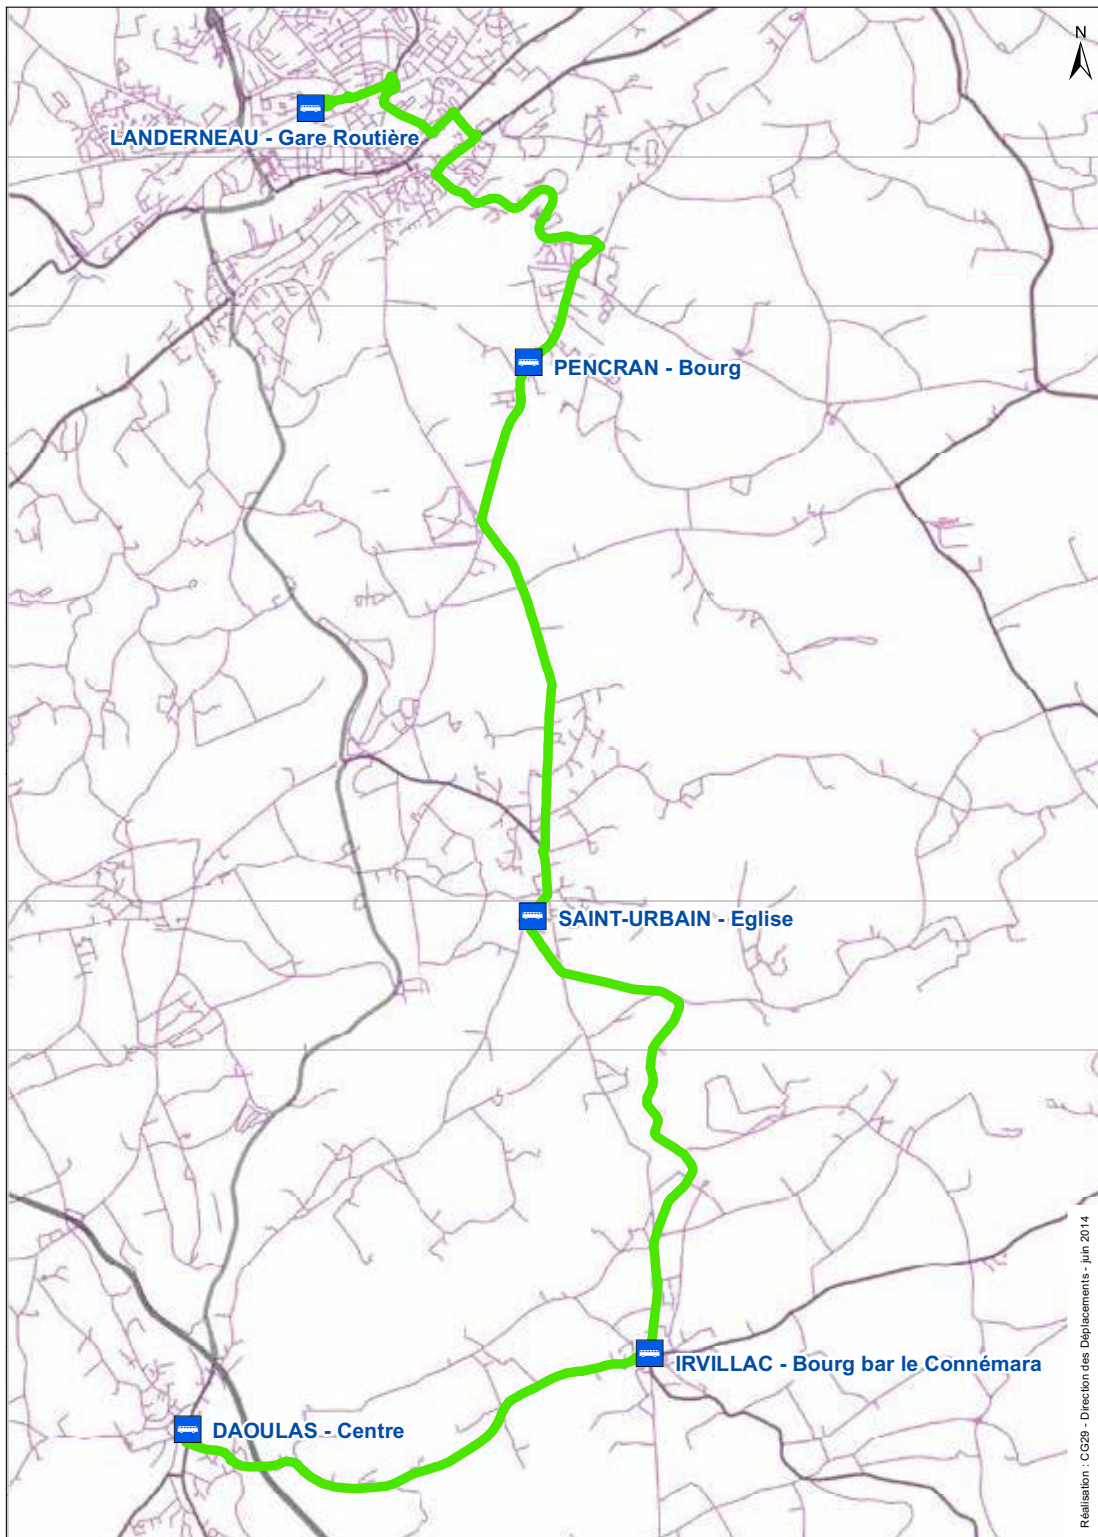 N
LANDERNEAU - Gare Routière
PENCRAN - Bourg
SAINT-URBAIN - Eglise
IRVILLAC - Bourg bar le Connémara
DAOULAS - Centre
Réalisation : CG29 - Direction des Déplacements - juin 2014